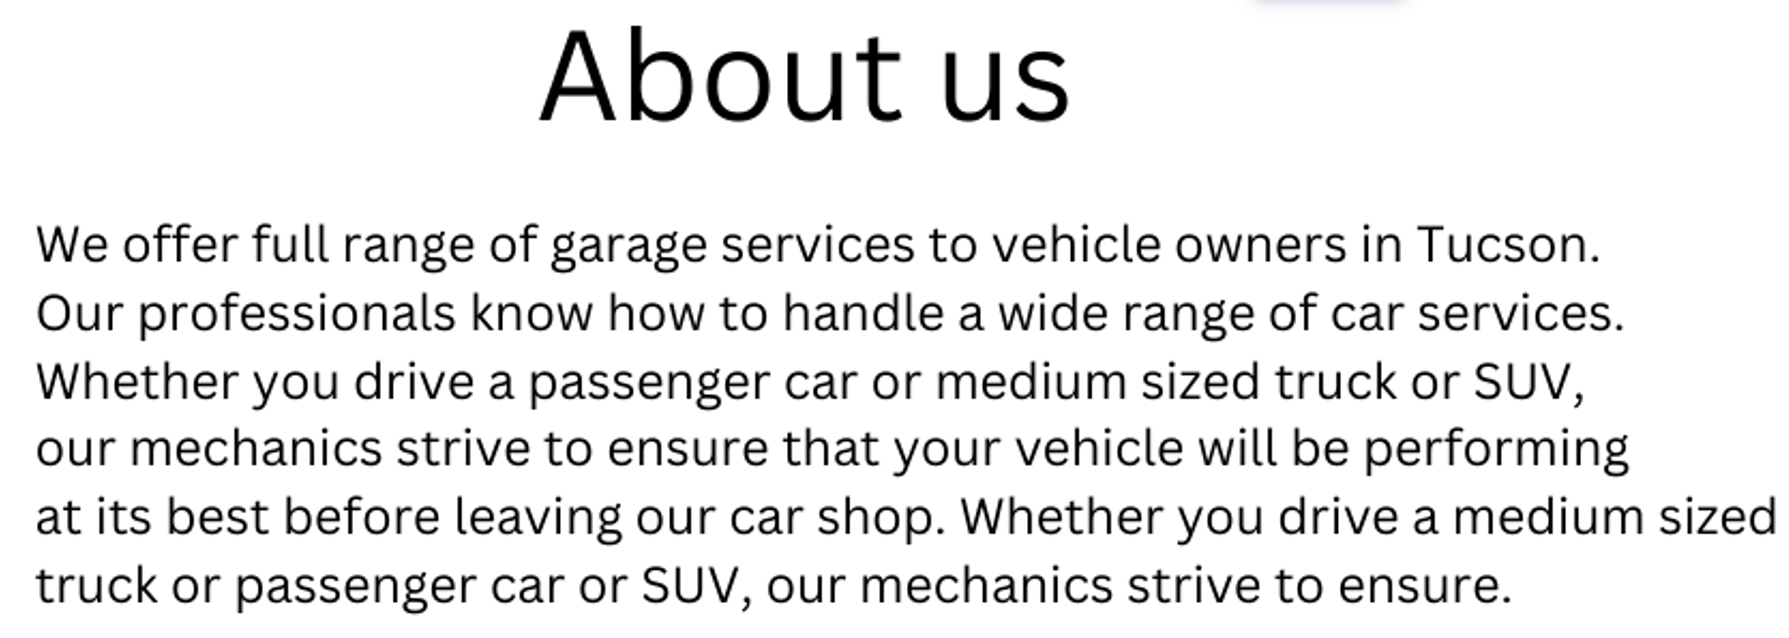 About us
We offer full range of garage services to vehicle owners in Tucson.
Our professionals know how to handle a wide range of car services.
Whether you drive a passenger car or medium sized truck or SUV,
our mechanics strive to ensure that your vehicle will be performing
at its best before leaving our car shop. Whether you drive a medium sized
truck or passenger car or SUV, our mechanics strive to ensure.